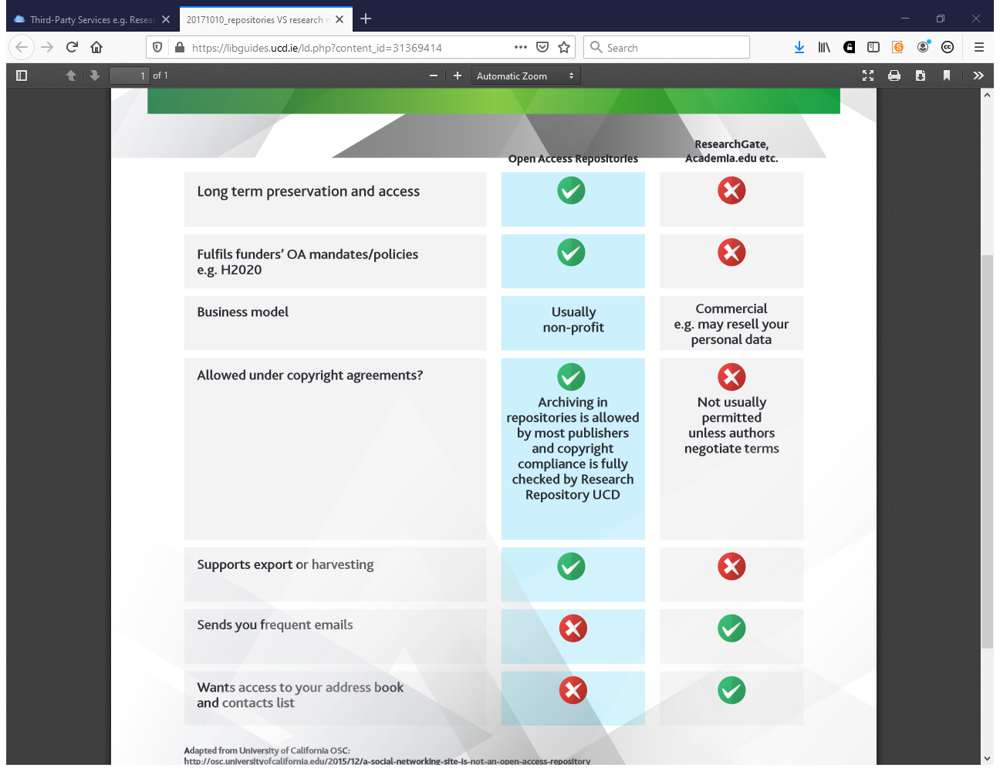 Third-Party Services e.g. Resear
20171010_repositories VS research n
https://libguides.ucd.ie/ld.php?content_id=31369414
Search
1 of 1
Automatic Zoom
ResearchGate,
Academia.edu etc.
Open Access Repositories
Long term preservation and access
Fulfils funders' OA mandates/policies
e.g. H2020
Business model
Usually
non-profit
Commercial
e.g. may resell your
personal data
Allowed under copyright agreements?
Archiving in
repositories is allowed
by most publishers
and copyright
compliance is fully
checked by Research
Repository UCD
Not usually
permitted
unless authors
negotiate terms
Supports export or harvesting
Sends you frequent emails
Wants access to your address book
and contacts list
Adapted from University of California OSC:
http://osc.universityofcalifornia.edu/2015/12/a-social-networking-site-is-not-an-open-access-repository